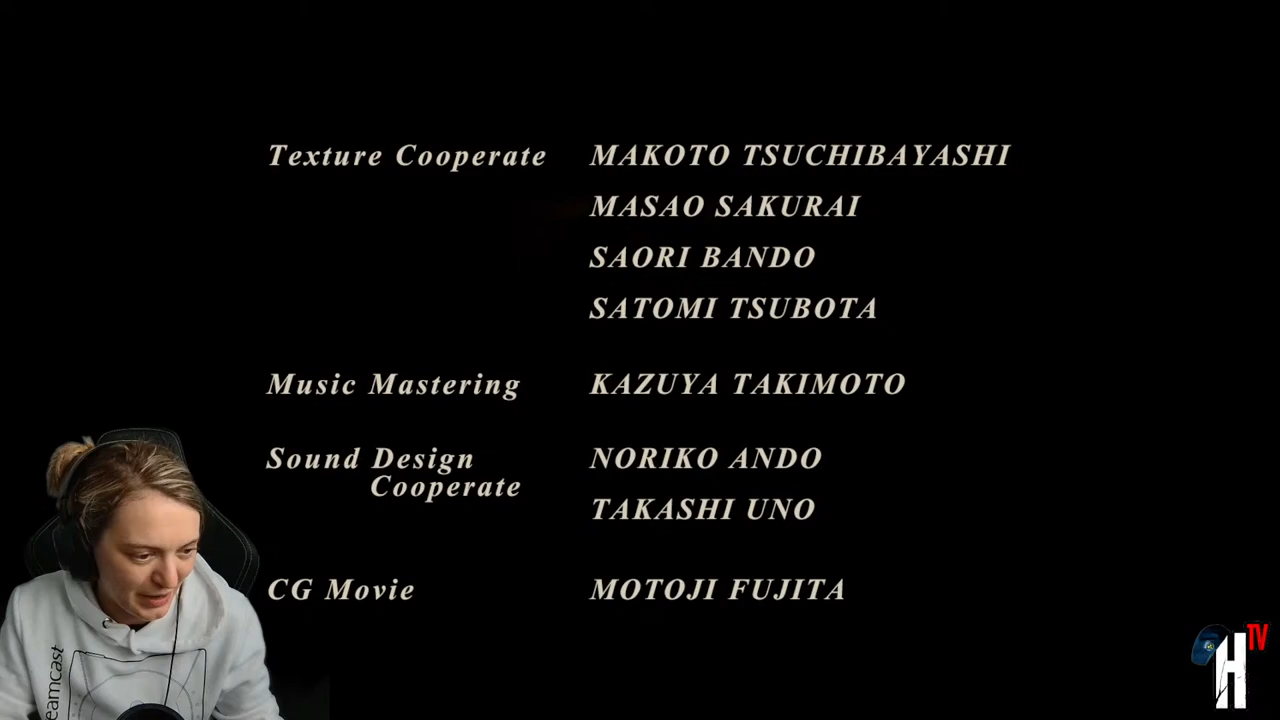 Texture Cooperate MAKOTO TSUCHIBAYASHI
MASAO SAKURAI
SAORI BANDO
SATOMI TSUBOTA
Music Mastering KAZUYA TAKIMOTO
Sound Design NORIKO ANDO
Cooperate
TAKASHI UNO
CG Movie MOTOJI FUJITA
eamcast
H TV